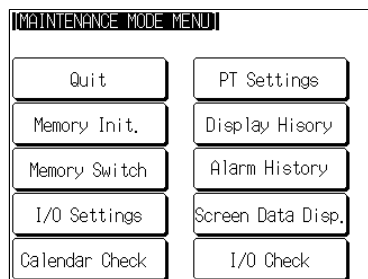 [MAINTENANCE MODE MENU]
Quit
PT Settings
Memory Init.
Display Hisory
Memory Switch
Alarm History
I/O Settings
Screen Data Disp.
Calendar Check
I/O Check